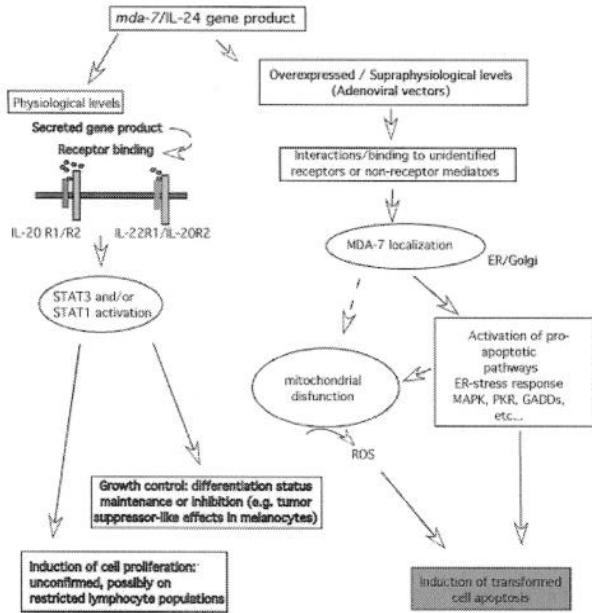 mda-7/IL-24 gene product
Overexpressed / Supraphysiological levels
(Adenoviral vectors)
Physiological levels
Secreted gene product
Receptor binding
Interactions/binding to unidentified
receptors or non-receptor mediators
IL-20 R1/R2
IL-22R1/IL-20R2
MDA-7 localization
ER/Golgi
STAT3 and/or
STAT1 activation
Activation of pro-
apoptotic
pathways
ER-stress response
MAPK, PKR, GADDs,
etc...
mitochondrial
disfunction
ROS
Growth control: differentiation status
maintenance or inhibition (e.g. tumor
suppressor-like effects in melanocytes)
Induction of cell proliferation:
unconfirmed, possibly on
restricted lymphocyte populations
Induction of transformed
cell apoptosis